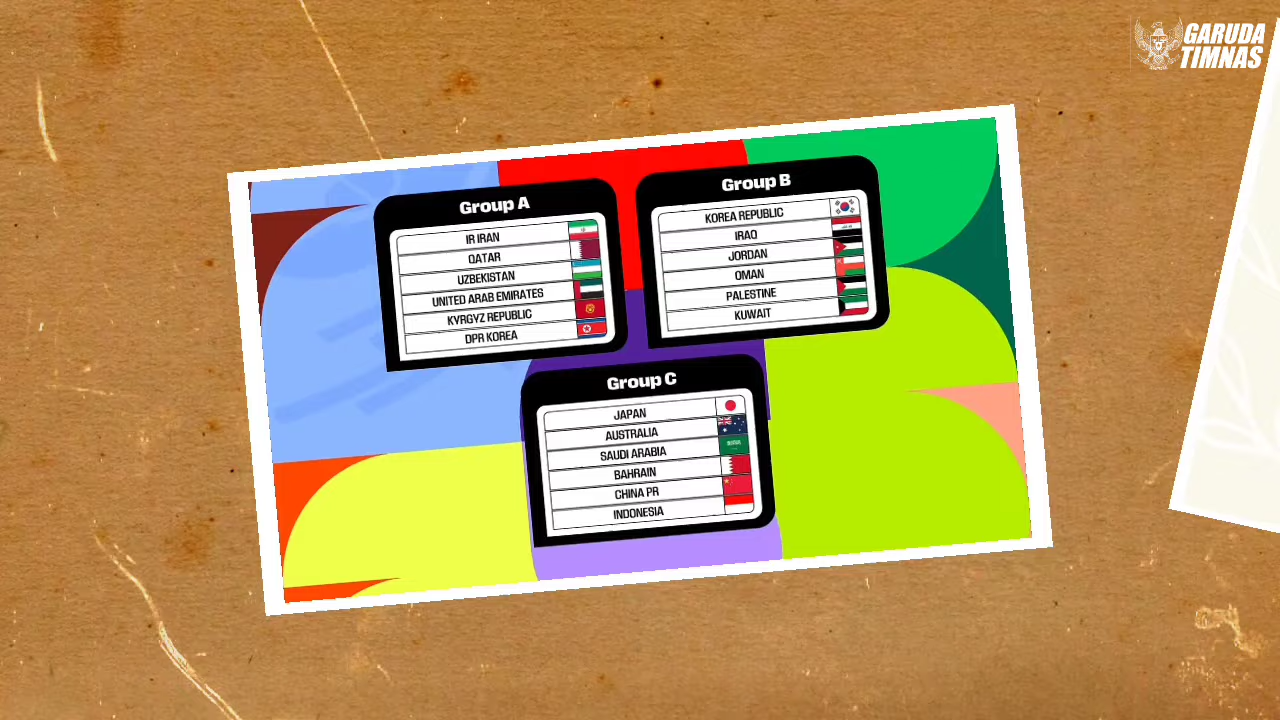 GARUDA
TIMNAS
Group A
IR IRAN
QATAR
UZBEKISTAN
UNITED ARAB EMIRATES
KYRGYZ REPUBLIC
DPR KOREA
Group B
KOREA REPUBLIC
IRAQ
JORDAN
OMAN
PALESTINE
KUWAIT
Group C
JAPAN
AUSTRALIA
SAUDI ARABIA
BAHRAIN
CHINA PR
INDONESIA